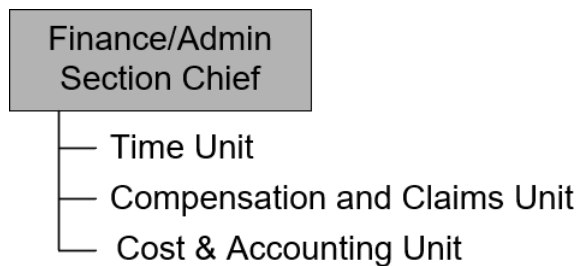 Finance/Admin
Section Chief
Time Unit
Compensation and Claims Unit
Cost & Accounting Unit